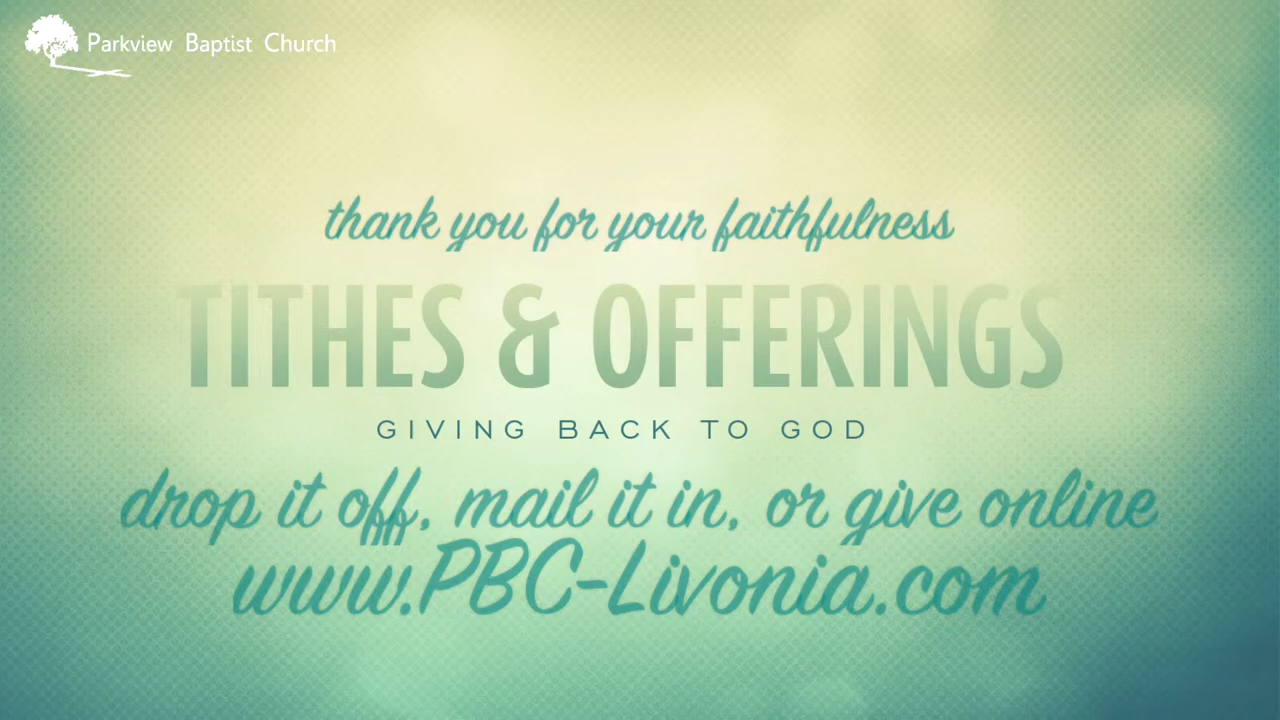 Parkview Baptist Church
thank you for your faithfulness
TITHES & OFFERINGS
GIVING BACK TO GOD
drop it off, mail it in, or give online
www.PBC-Livonia.com